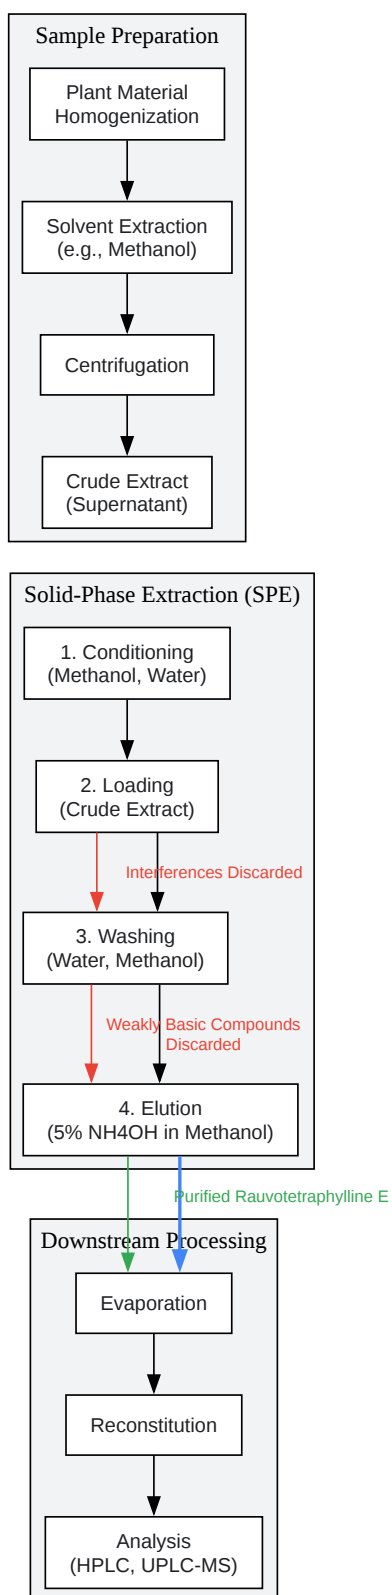 Sample Preparation
Plant Material
Homogenization
Solvent Extraction
(e.g., Methanol)
Centrifugation
Crude Extract
(Supernatant)
Solid-Phase Extraction (SPE)
1. Conditioning
(Methanol, Water)
2. Loading
(Crude Extract)
Interferences Discarded
3. Washing
(Water, Methanol)
Weakly Basic Compounds
Discarded
4. Elution
(5% NH4OH in Methanol)
Purified Rauvotetraphylline E
Downstream Processing
Evaporation
Reconstitution
Analysis
(HPLC, UPLC-MS)